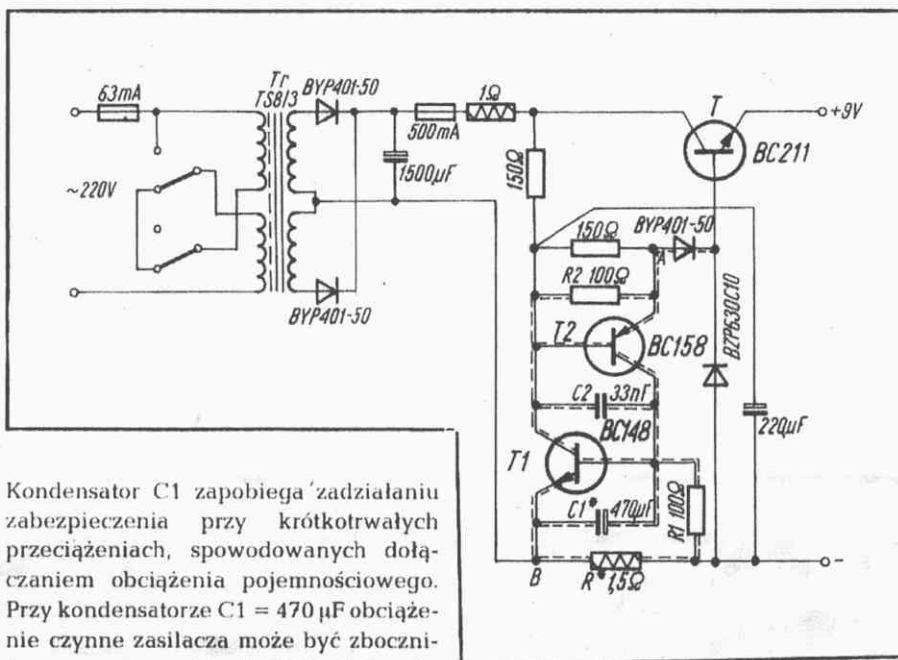 63mA
Tr
TS8/3
BYP401-50
500mA
1Ω
T
+9V
BC211
1500µF
~220V
150Ω
BYP401-50
150Ω
A
R2 100Ω
BYP401-50
T2
BC158
BZP630C10
C2 33nF
BC148
220µF
T1
C1* 470µF
R1 100Ω
B
R* 1,5Ω
-
Kondensator C1 zapobiega zadziałaniu
zabezpieczenia przy krótkotrwałych
przeciążeniach, spowodowanych dołą-
czaniem obciążenia pojemnościowego.
Przy kondensatorze C1 = 470 µF obciąże-
nie czynne zasilacza może być zboczni-